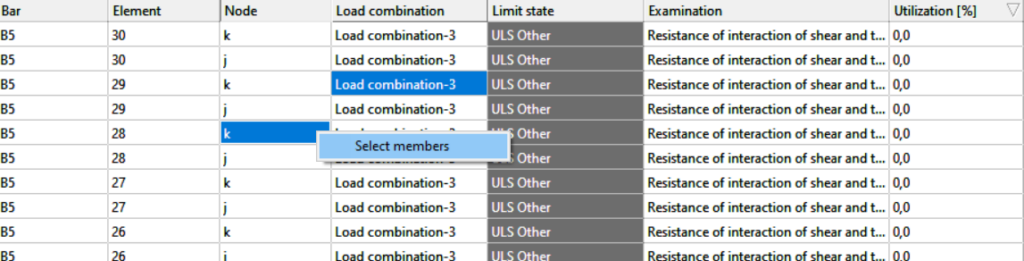 Bar Element Node Load combination Limit state Examination Utilization [%]
B5 30 k Load combination-3 ULS Other Resistance of interaction of shear and t... 0,0
B5 30 j Load combination-3 ULS Other Resistance of interaction of shear and t... 0,0
B5 29 k Load combination-3 ULS Other Resistance of interaction of shear and t... 0,0
B5 29 j Load combination-3 ULS Other Resistance of interaction of shear and t... 0,0
B5 28 k ULS Other Resistance of interaction of shear and t... 0,0
Select members
B5 28 j Load combination-3 ULS Other Resistance of interaction of shear and t... 0,0
B5 27 k Load combination-3 ULS Other Resistance of interaction of shear and t... 0,0
B5 27 j Load combination-3 ULS Other Resistance of interaction of shear and t... 0,0
B5 26 k Load combination-3 ULS Other Resistance of interaction of shear and t... 0,0
B5 26 j Load combination-3 ULS Other Resistance of interaction of shear and t... 0,0